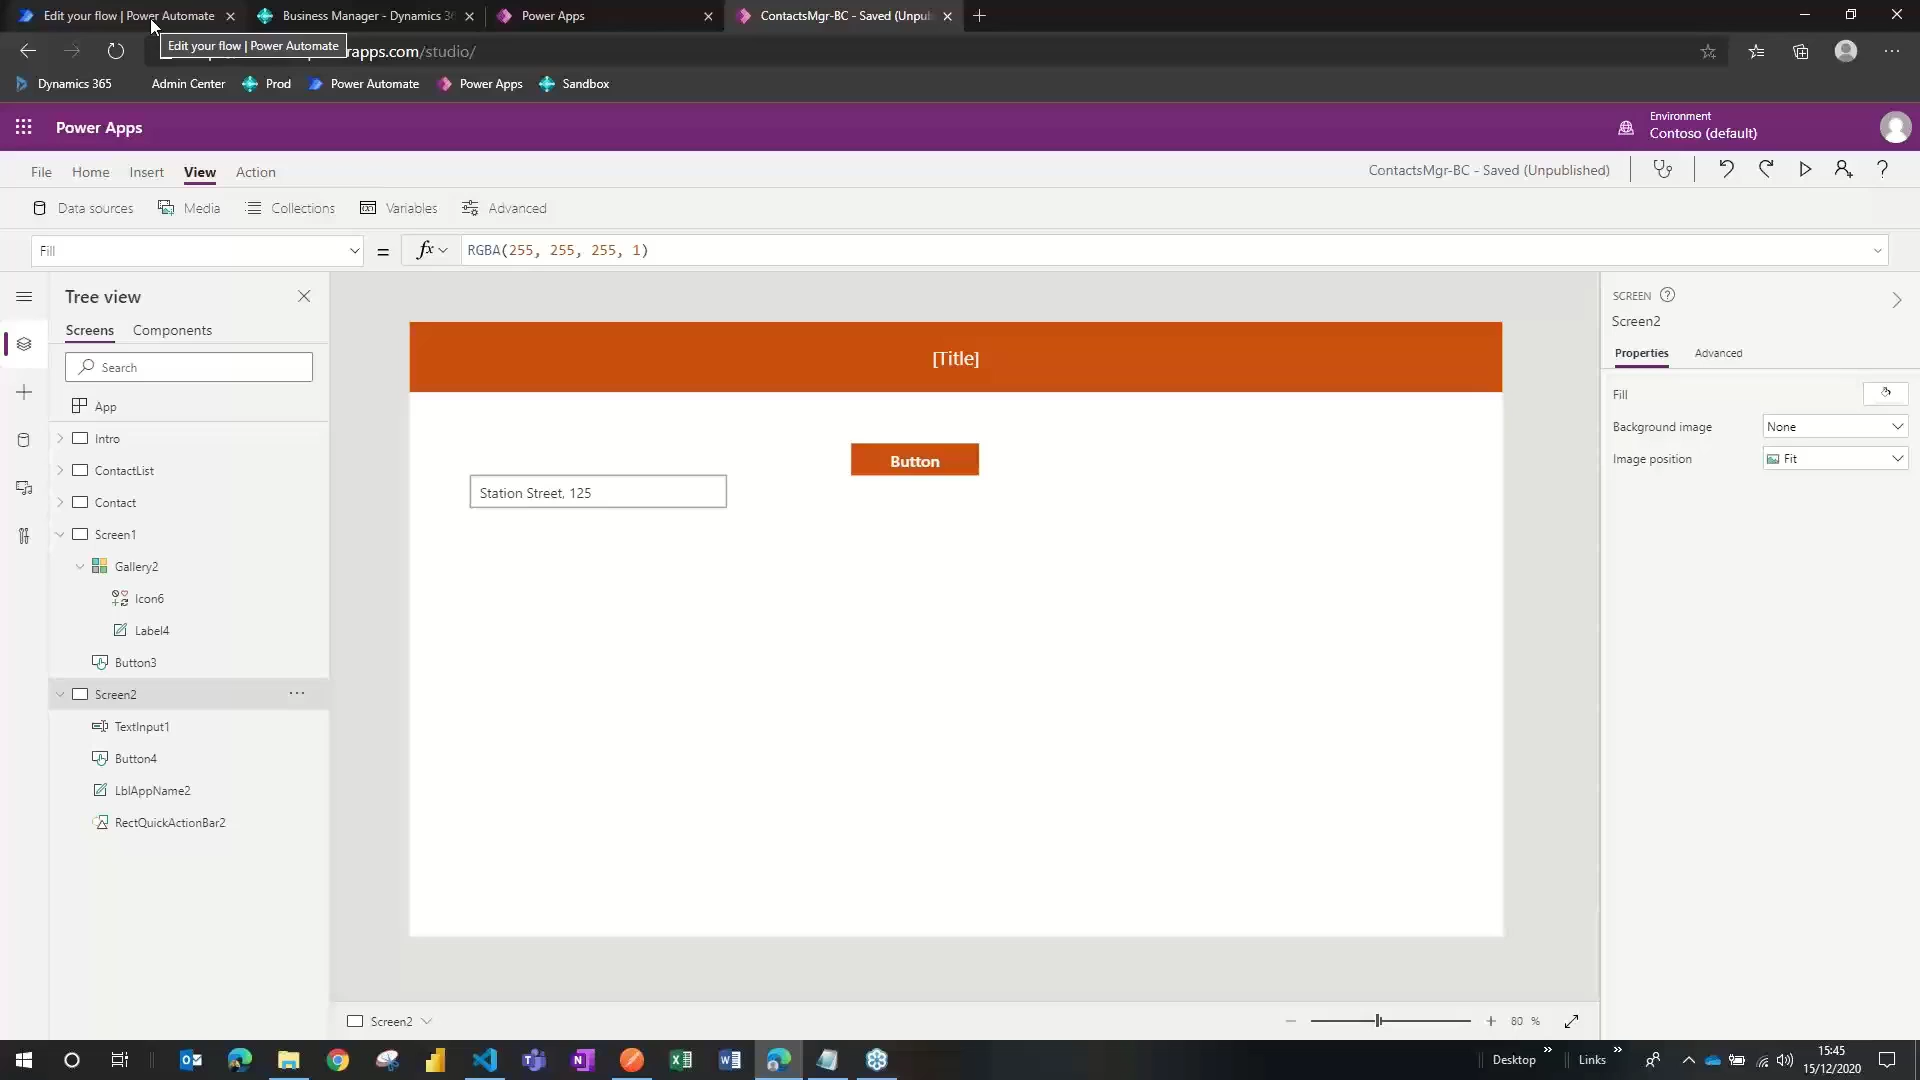 Edit your flow | Power Automate
Business Manager - Dynamics 36
Power Apps
ContactsMgr-BC - Saved (Unpub
Edit your flow | Power Automate
rapps.com/studio/
Dynamics 365
Admin Center
Prod
Power Automate
Power Apps
Sandbox
Power Apps
Environment
Contoso (default)
File
Home
Insert
View
Action
ContactsMgr-BC - Saved (Unpublished)
Data sources
Media
Collections
Variables
Advanced
Fill
=
fx
RGBA(255, 255, 255, 1)
Tree view
Screens
Components
Search
App
Intro
ContactList
Contact
Screen1
Gallery2
Icon6
Label4
Button3
Screen2
TextInput1
Button4
LblAppName2
RectQuickActionBar2
[Title]
Button
Station Street, 125
SCREEN
Screen2
Properties
Advanced
Fill
Background image
None
Image position
Fit
Screen2
80 %
Desktop
Links
15:45
15/12/2020